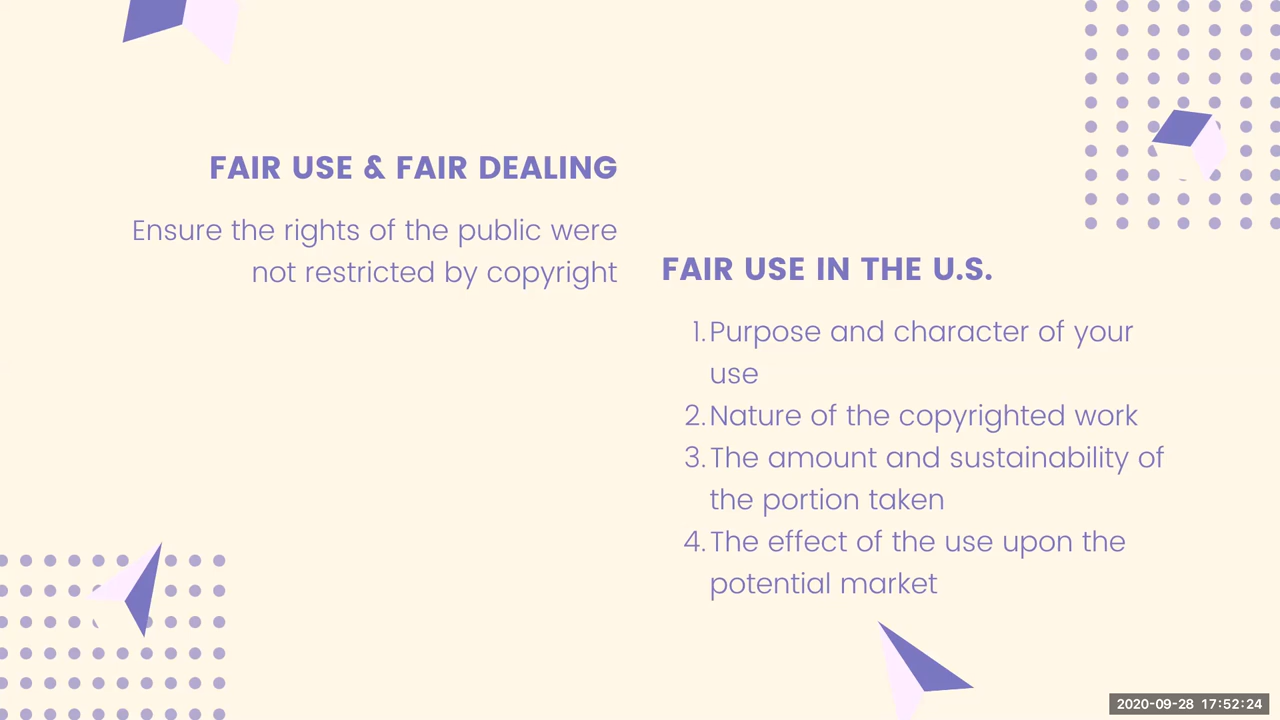 FAIR USE & FAIR DEALING
Ensure the rights of the public were
not restricted by copyright
FAIR USE IN THE U.S.
1.Purpose and character of your
use
2.Nature of the copyrighted work
3.The amount and sustainability of
the portion taken
4.The effect of the use upon the
potential market
2020-09-28 17:52:24